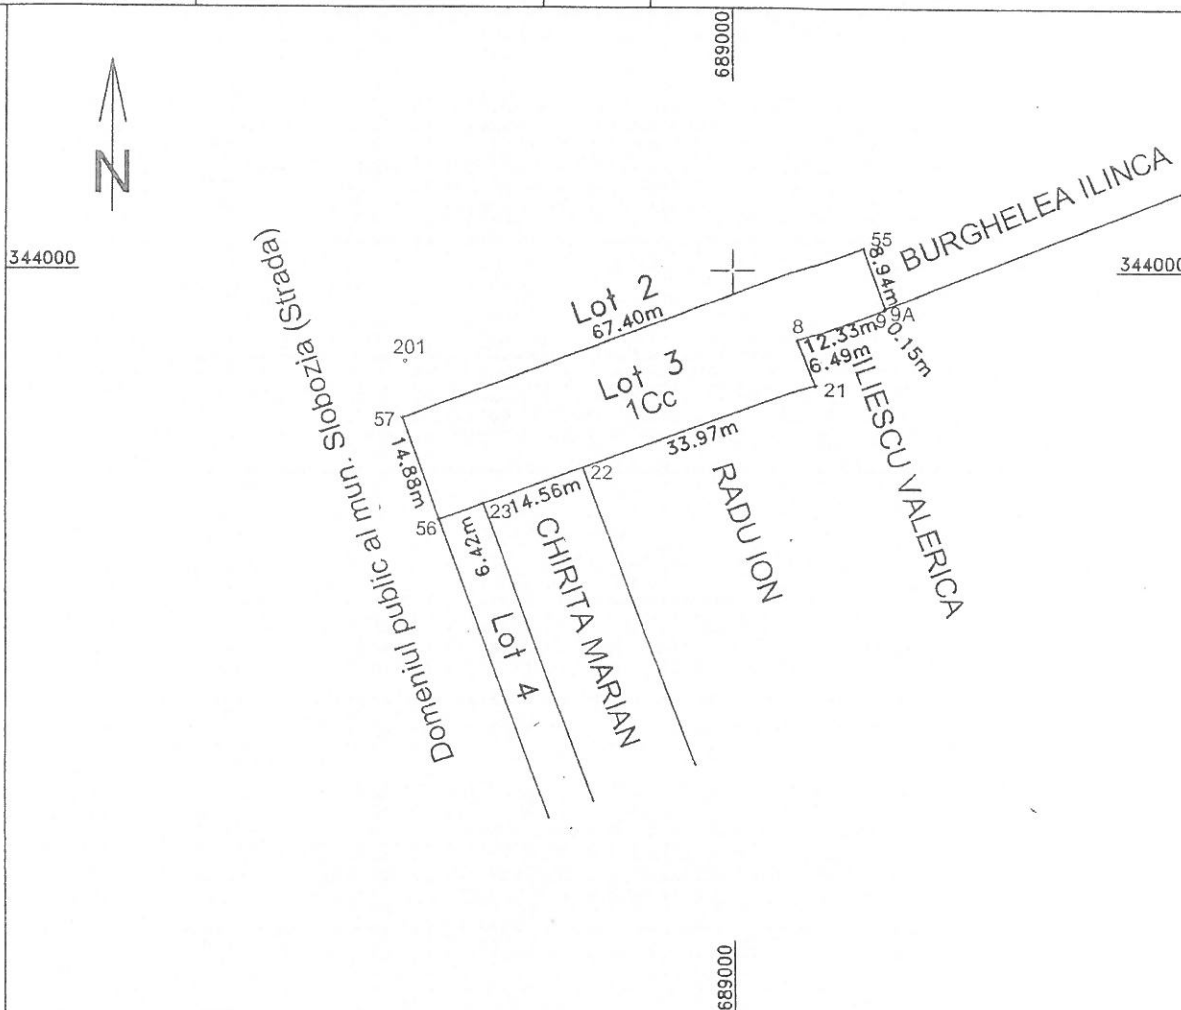 689000
N
BURGHELEA ILINCA
344000
344000
55
8.94m
Lot 2
67.40m
9
9A
0.15m
8
12.33m
6.49m
201
Lot 3
1Cc
21
57
33.97m
14.88m
22
ILIESCU VALERICA
56
23
14.56m
6.42m
RADU ION
CHIRITA MARIAN
Lot 4
Domeniul public al mun. Slobozia (Strada)
689000